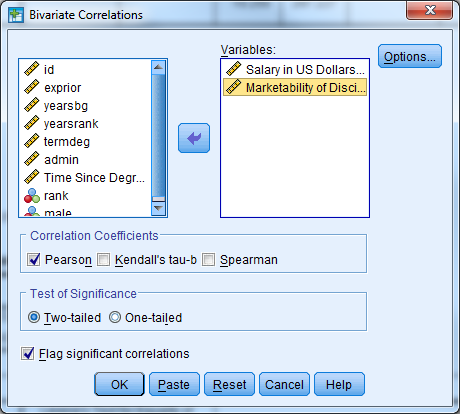 Bivariate Correlations
Variables:
id
exprior
yearsbg
yearsrank
termdeg
admin
Time Since Degr...
rank
male
Salary in US Dollars...
Marketability of Disci...
Options...
Correlation Coefficients
Pearson Kendall's tau-b Spearman
Test of Significance
Two-tailed One-tailed
Flag significant correlations
OK Paste Reset Cancel Help